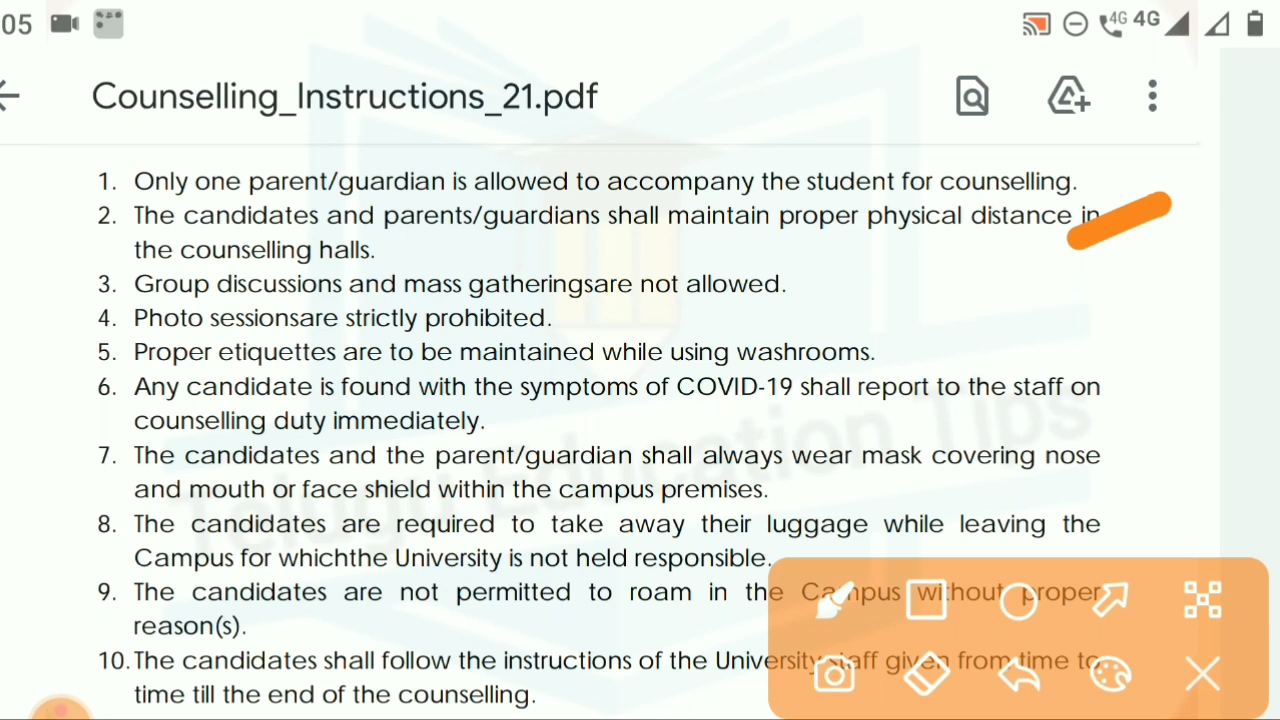 05
4G 4G
Counselling_Instructions_21.pdf
1. Only one parent/guardian is allowed to accompany the student for counselling.
2. The candidates and parents/guardians shall maintain proper physical distance in
the counselling halls.
3. Group discussions and mass gatheringsare not allowed.
4. Photo sessionsare strictly prohibited.
5. Proper etiquettes are to be maintained while using washrooms.
6. Any candidate is found with the symptoms of COVID-19 shall report to the staff on
counselling duty immediately.
7. The candidates and the parent/guardian shall always wear mask covering nose
and mouth or face shield within the campus premises.
8. The candidates are required to take away their luggage while leaving the
Campus for whichthe University is not held responsible.
9. The candidates are not permitted to roam in the Campus without proper
reason(s).
10. The candidates shall follow the instructions of the University staff given from time to
time till the end of the counselling.
Telugu Education Tips